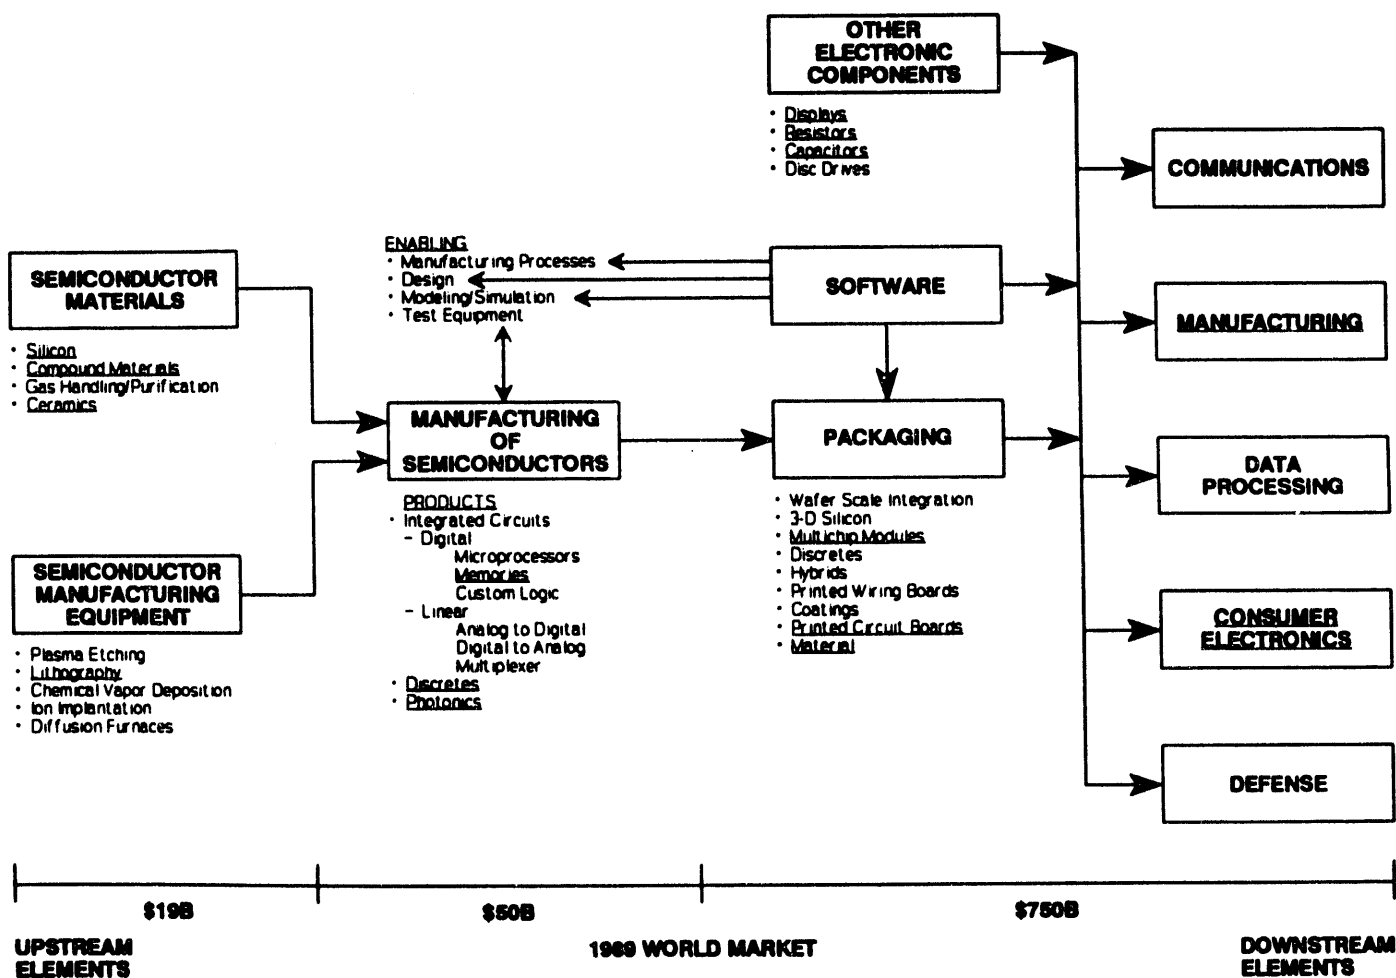 OTHER
ELECTRONIC
COMPONENTS
• Displays
• Resistors
• Capacitors
• Disc Drives
COMMUNICATIONS
ENABLING
• Manufacturing Processes
• Design
• Modeling/Simulation
• Test Equipment
SOFTWARE
SEMICONDUCTOR
MATERIALS
• Silicon
• Compound Materials
• Gas Handling/Purification
• Ceramics
MANUFACTURING
MANUFACTURING
OF
SEMICONDUCTORS
PACKAGING
DATA
PROCESSING
PRODUCTS
• Integrated Circuits
- Digital
Microprocessors
Memories
Custom Logic
- Linear
Analog to Digital
Digital to Analog
Multiplexer
• Discretes
• Photonics
• Wafer Scale Integration
• 3-D Silicon
• Multichip Modules
• Discretes
• Hybrids
• Printed Wiring Boards
• Coatings
• Printed Circuit Boards
• Material
SEMICONDUCTOR
MANUFACTURING
EQUIPMENT
• Plasma Etching
• Lithography
• Chemical Vapor Deposition
• Ion Implantation
• Diffusion Furnaces
CONSUMER
ELECTRONICS
DEFENSE
$19B
$50B
$750B
UPSTREAM
ELEMENTS
1989 WORLD MARKET
DOWNSTREAM
ELEMENTS